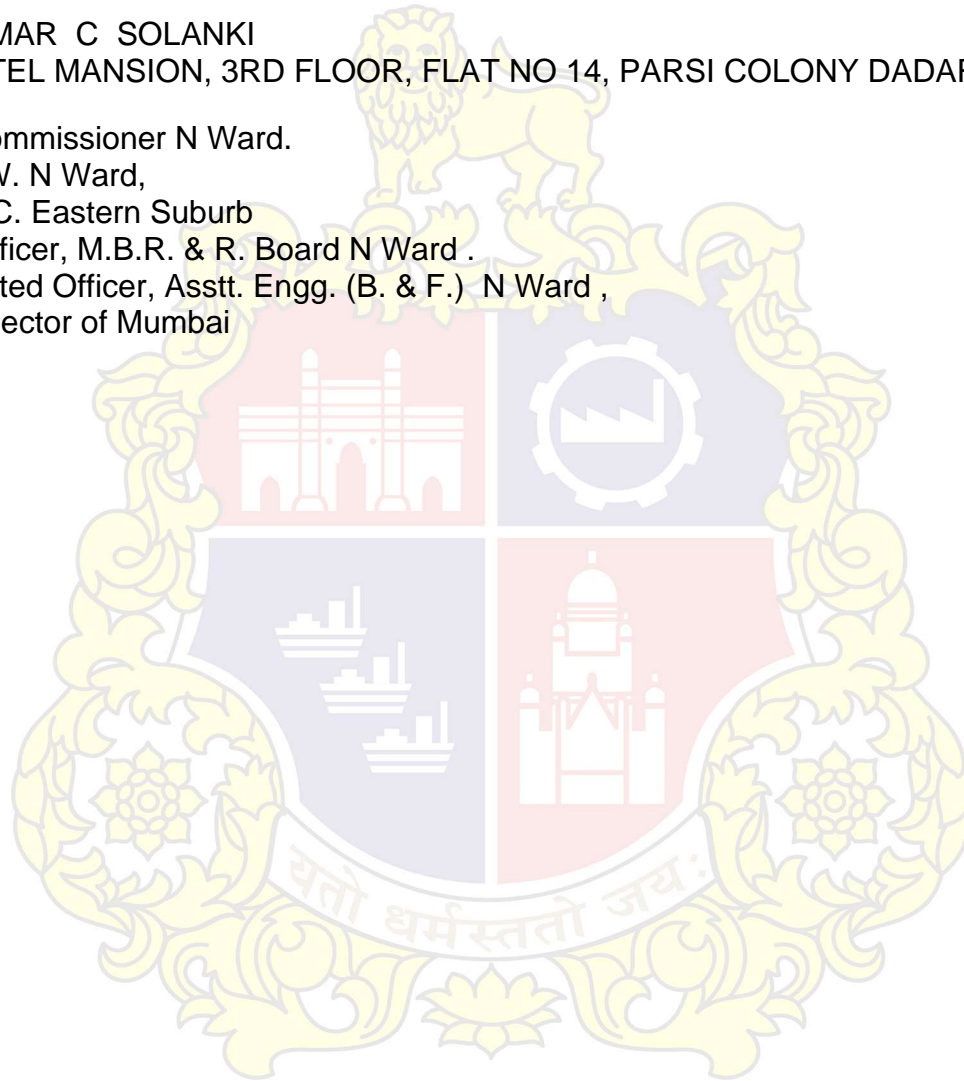 MAR C SOLANKI
TEL MANSION, 3RD FLOOR, FLAT NO 14, PARSI COLONY DADAR
ommissioner N Ward.
W. N Ward,
C. Eastern Suburb
ficer, M.B.R. & R. Board N Ward .
ted Officer, Asstt. Engg. (B. & F.) N Ward ,
lector of Mumbai
यतो धर्मस्ततो जय: